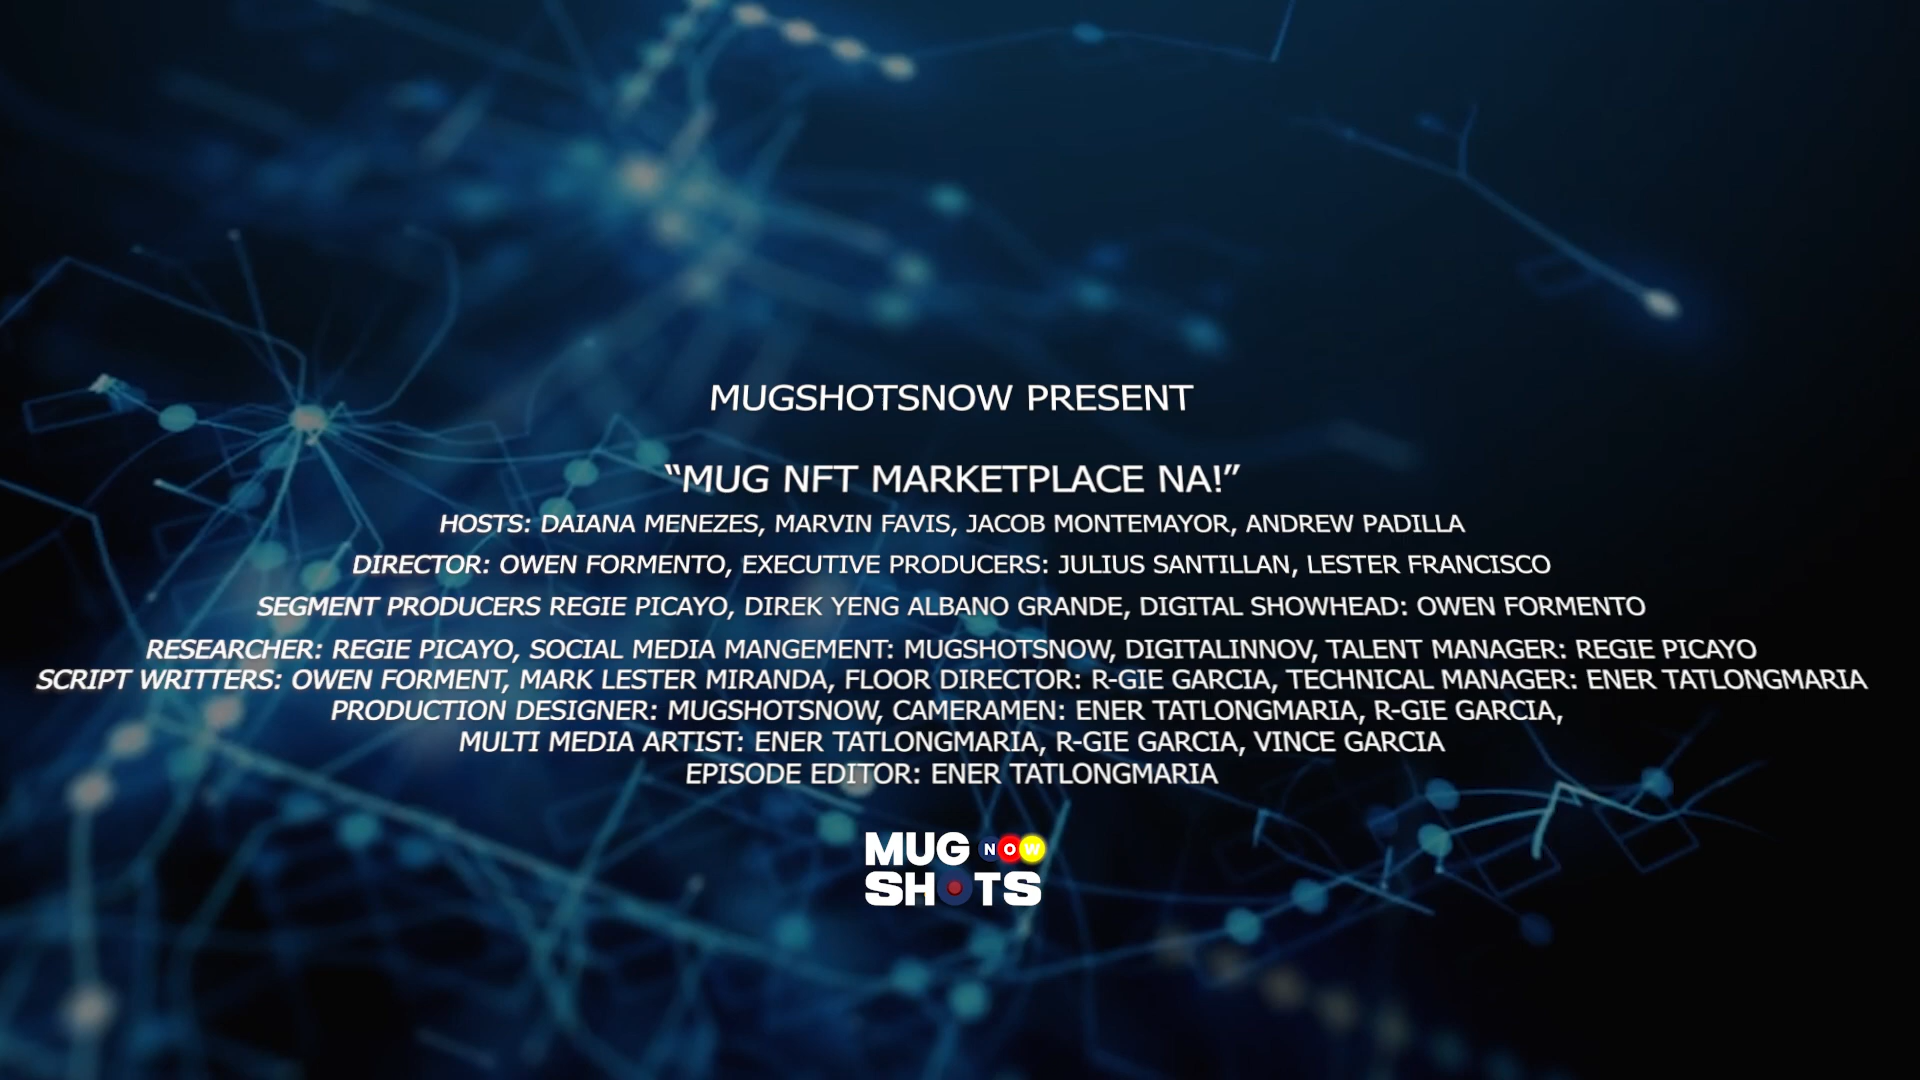 MUGSHOTSNOW PRESENT
“MUG NFT MARKETPLACE NA!”
HOSTS: DAIANA MENEZES, MARVIN FAVIS, JACOB MONTEMAYOR, ANDREW PADILLA
DIRECTOR: OWEN FORMENTO, EXECUTIVE PRODUCERS: JULIUS SANTILLAN, LESTER FRANCISCO
SEGMENT PRODUCERS REGIE PICAYO, DIREK YENG ALBANO GRANDE, DIGITAL SHOWHEAD: OWEN FORMENTO
RESEARCHER: REGIE PICAYO, SOCIAL MEDIA MANGEMENT: MUGSHOTSNOW, DIGITALINNOV, TALENT MANAGER: REGIE PICAYO
SCRIPT WRITTERS: OWEN FORMENT, MARK LESTER MIRANDA, FLOOR DIRECTOR: R-GIE GARCIA, TECHNICAL MANAGER: ENER TATLONGMARIA
PRODUCTION DESIGNER: MUGSHOTSNOW, CAMERAMEN: ENER TATLONGMARIA, R-GIE GARCIA,
MULTI MEDIA ARTIST: ENER TATLONGMARIA, R-GIE GARCIA, VINCE GARCIA
EPISODE EDITOR: ENER TATLONGMARIA
MUG NOW
SHOTS